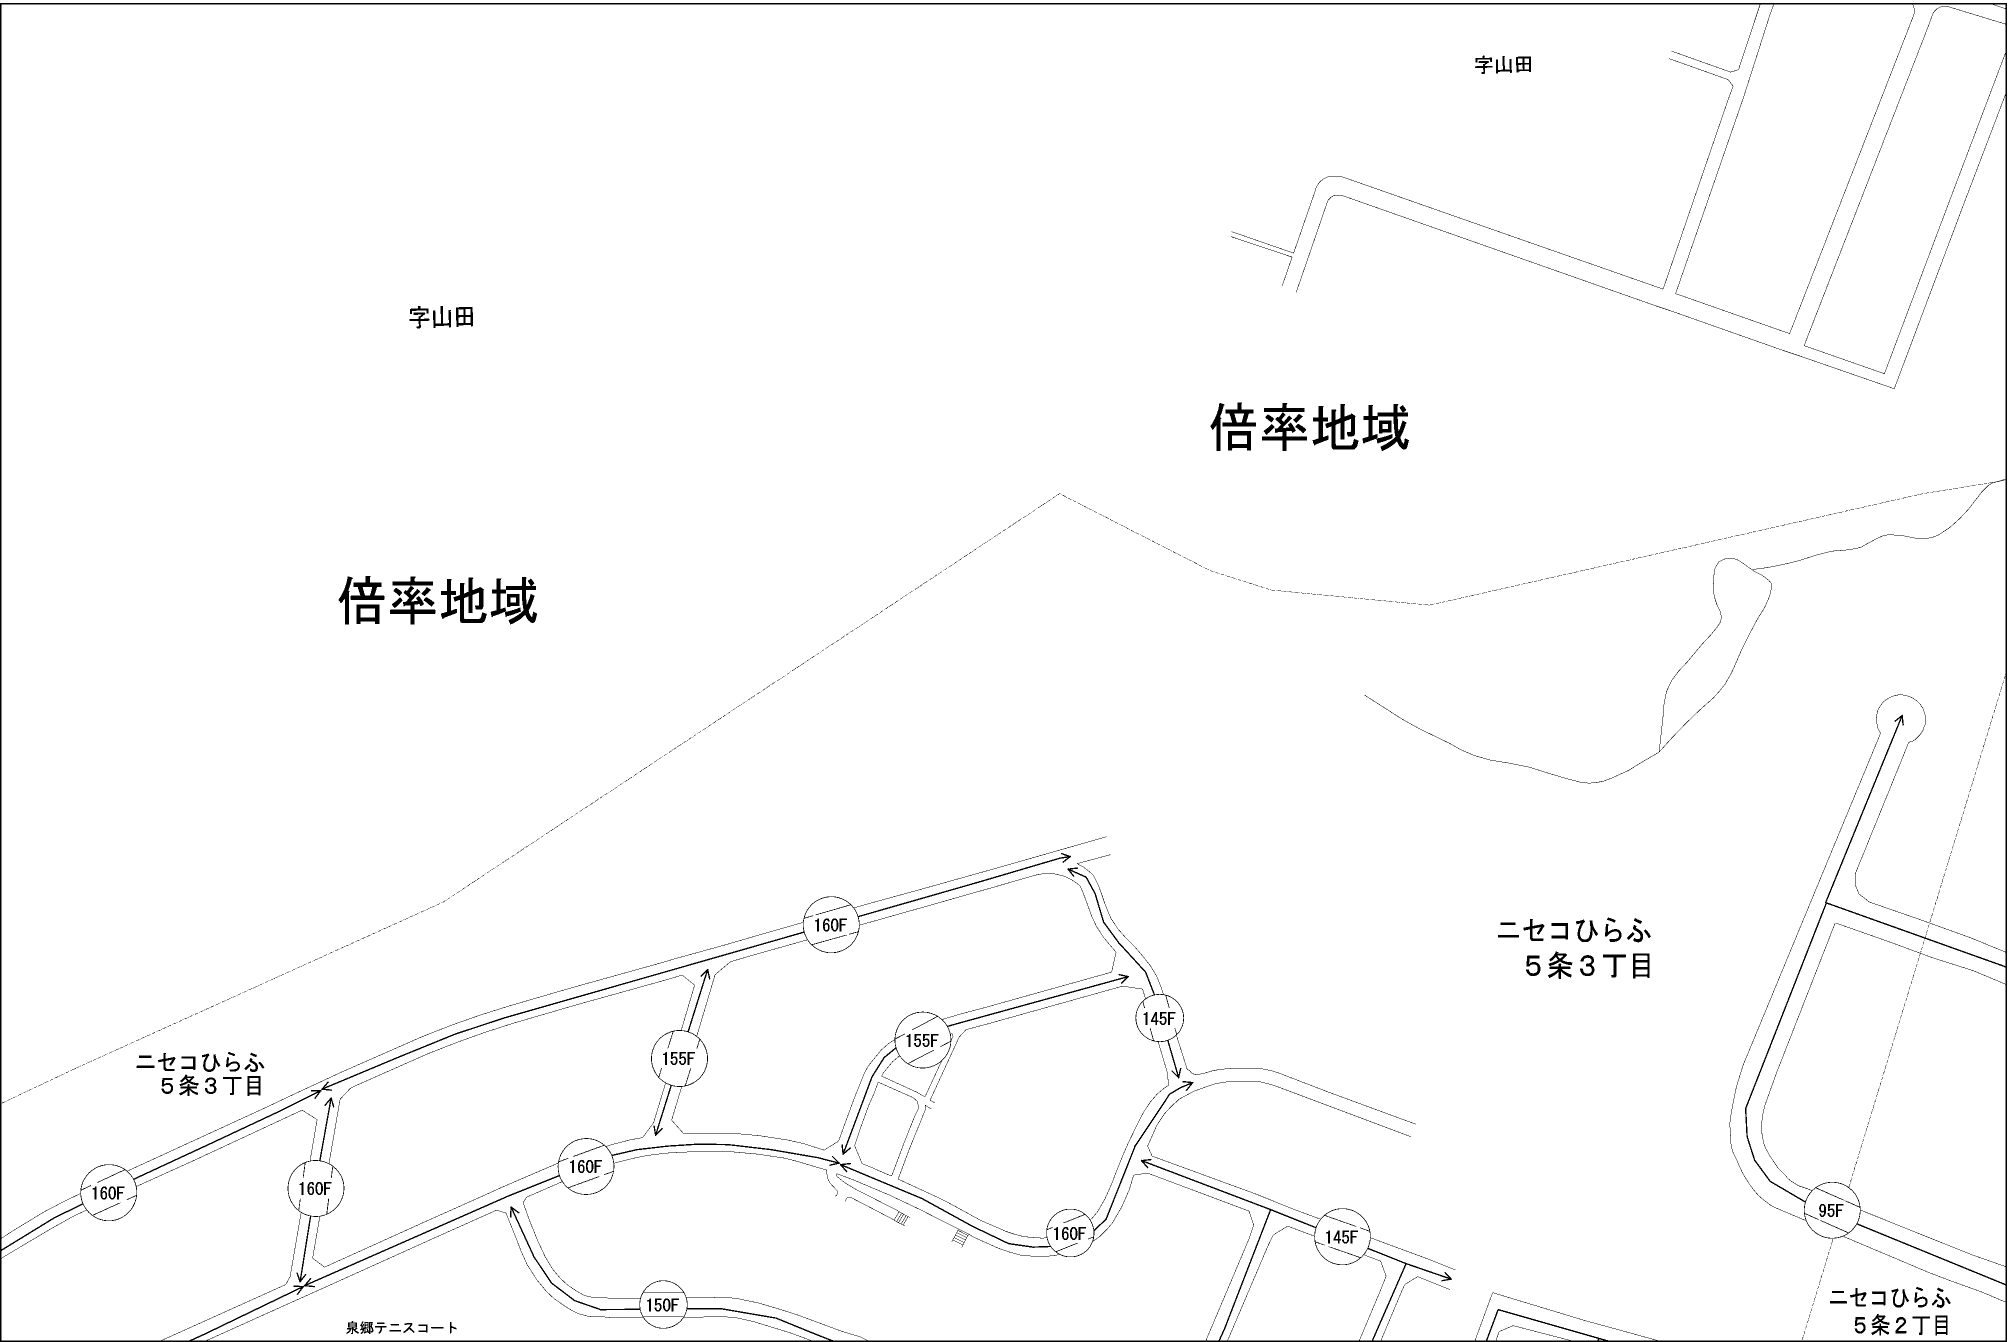 字山田
字山田
倍率地域
倍率地域
160F
ニセコひらふ
５条３丁目
145F
155F
155F
ニセコひらふ
５条３丁目
160F
160F
160F
95F
160F
145F
150F
ニセコひらふ
５条２丁目
泉郷テニスコート